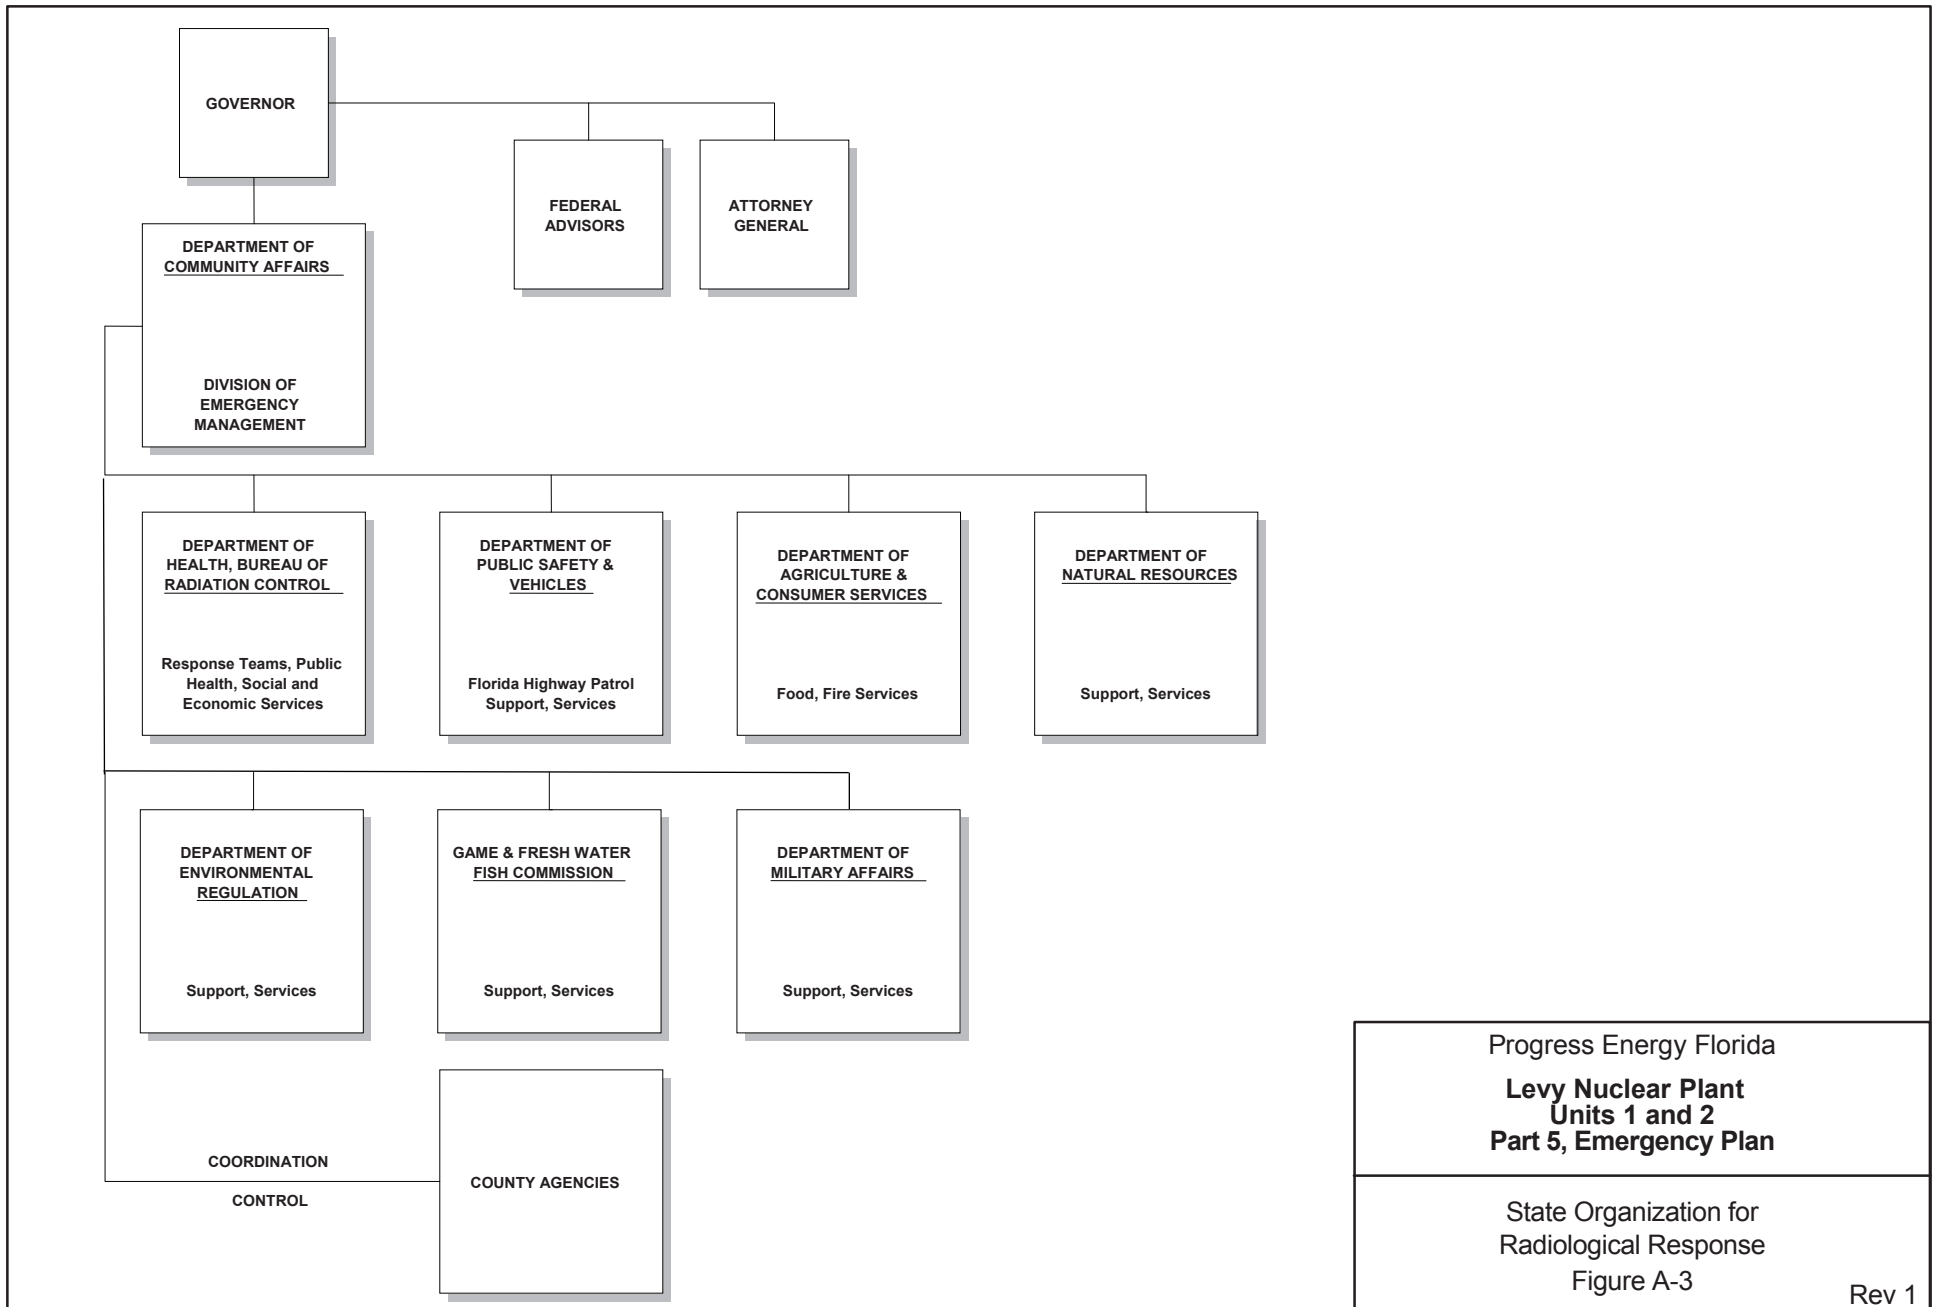 GOVERNOR
FEDERAL
ADVISORS
ATTORNEY
GENERAL
DEPARTMENT OF
COMMUNITY AFFAIRS
DIVISION OF
EMERGENCY
MANAGEMENT
DEPARTMENT OF
HEALTH, BUREAU OF
RADIATION CONTROL
Response Teams, Public
Health, Social and
Economic Services
DEPARTMENT OF
PUBLIC SAFETY &
VEHICLES
Florida Highway Patrol
Support, Services
DEPARTMENT OF
AGRICULTURE &
CONSUMER SERVICES
Food, Fire Services
DEPARTMENT OF
NATURAL RESOURCES
Support, Services
DEPARTMENT OF
ENVIRONMENTAL
REGULATION
Support, Services
GAME & FRESH WATER
FISH COMMISSION
Support, Services
DEPARTMENT OF
MILITARY AFFAIRS
Support, Services
COORDINATION
CONTROL
COUNTY AGENCIES
Progress Energy Florida
Levy Nuclear Plant
Units 1 and 2
Part 5, Emergency Plan
State Organization for
Radiological Response
Figure A-3
Rev 1